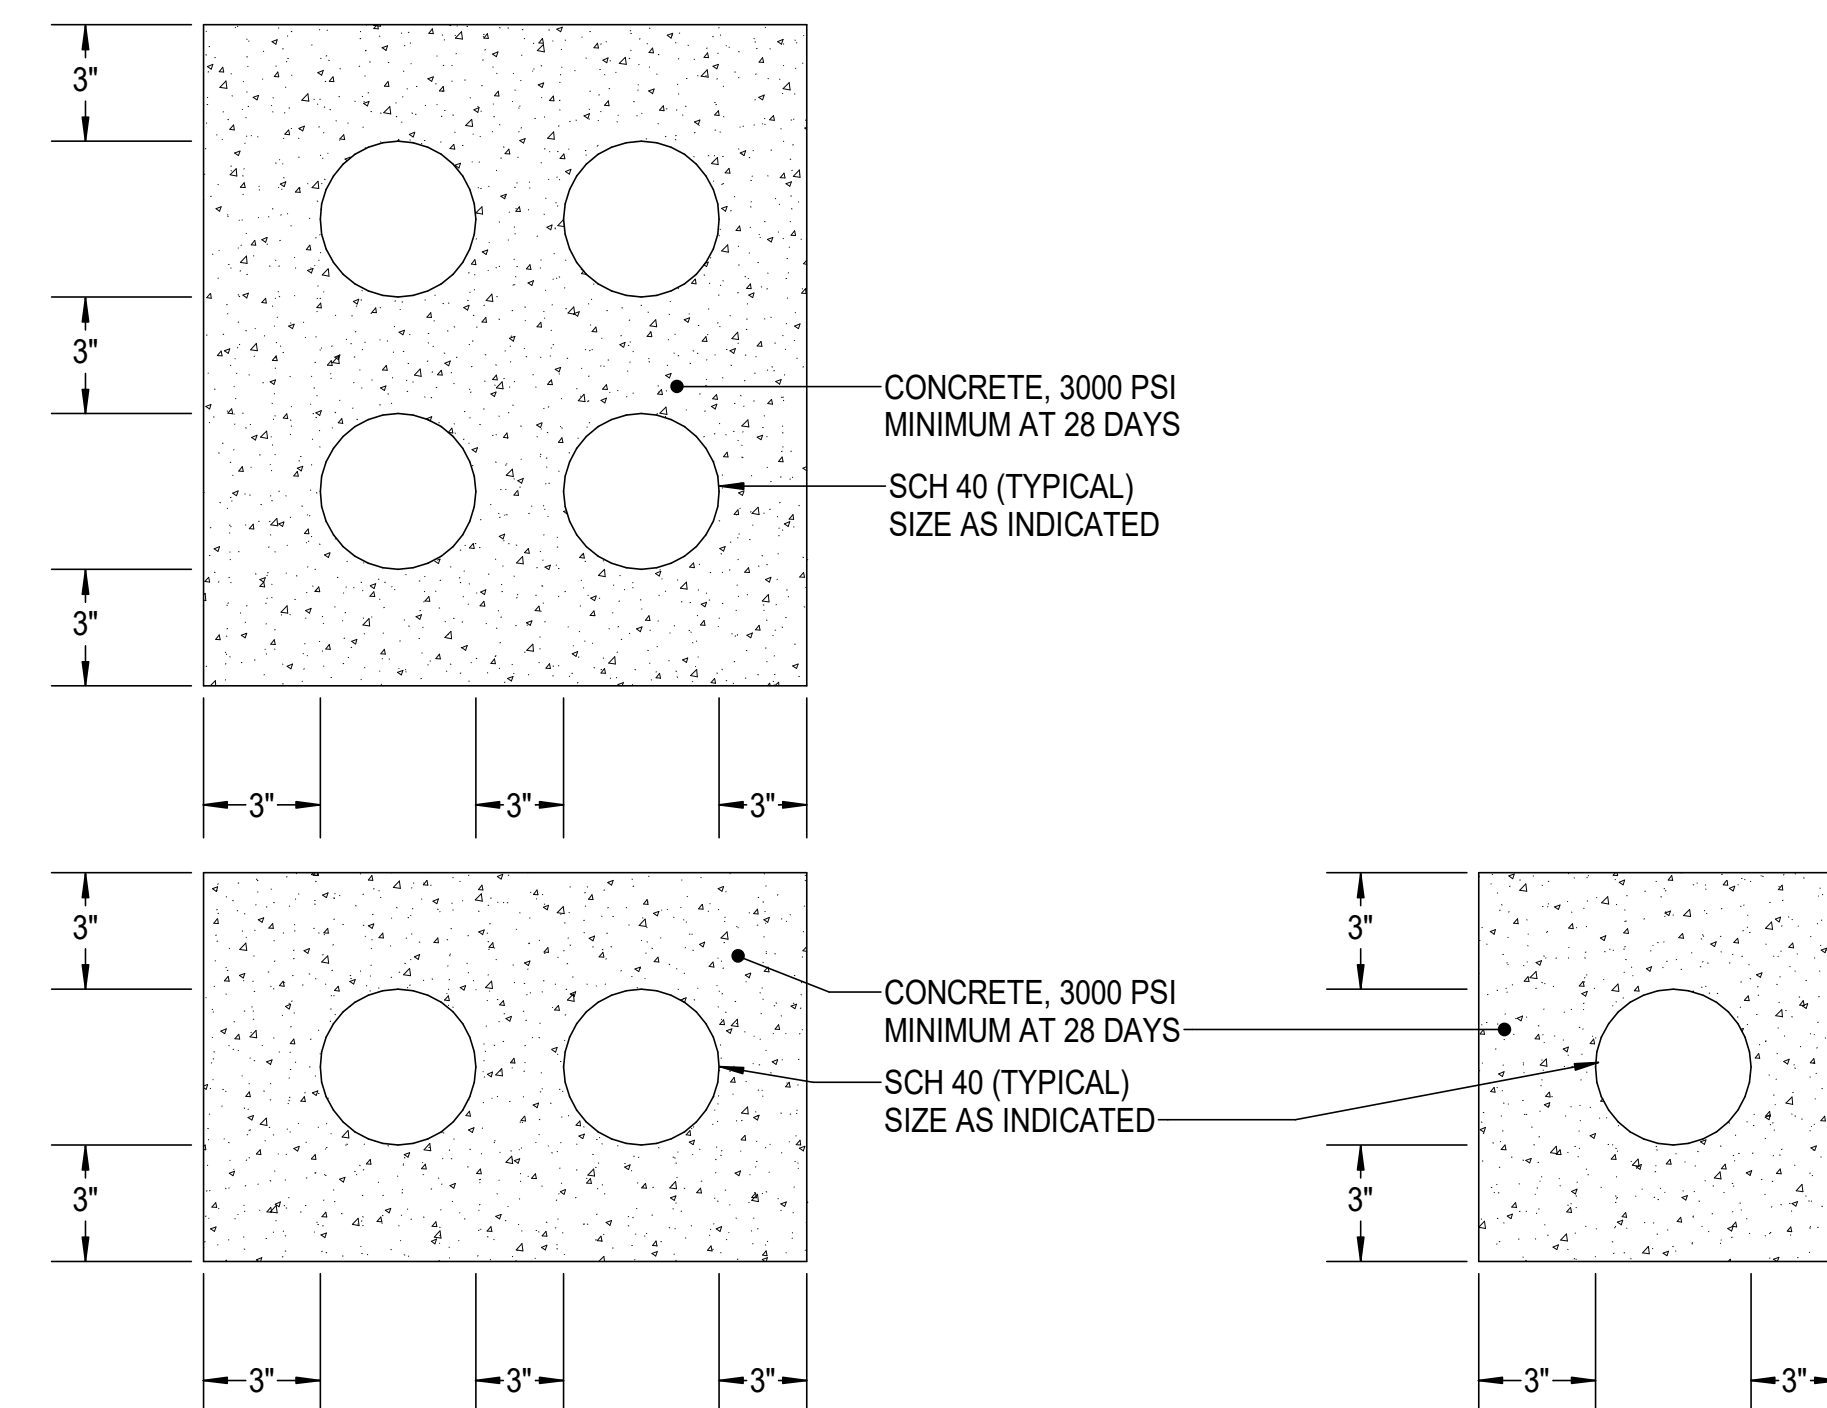 3"
3"
CONCRETE, 3000 PSI
MINIMUM AT 28 DAYS
SCH 40 (TYPICAL)
SIZE AS INDICATED
3"
3" 3" 3"
3"
3"
CONCRETE, 3000 PSI
MINIMUM AT 28 DAYS
SCH 40 (TYPICAL)
SIZE AS INDICATED
3"
3"
3" 3" 3"
3" 3"